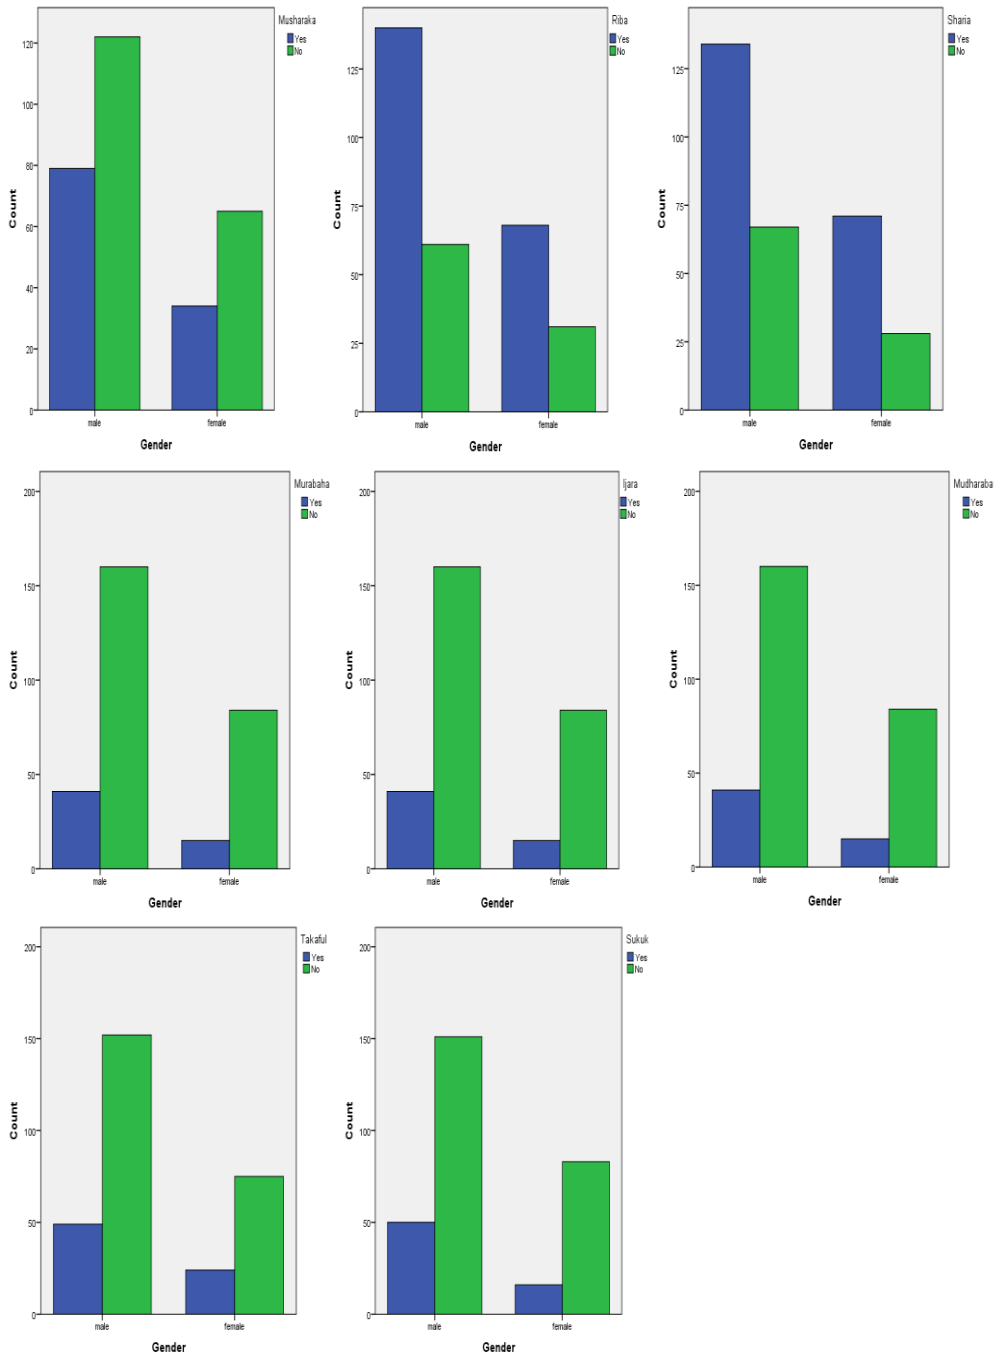 Musharaka
Yes
No
120
100
80
60
40
20
0
Count
male
female
Gender
Riba
Yes
No
125
100
75
50
25
0
Count
male
female
Gender
Sharia
Yes
No
125
100
75
50
25
0
Count
male
female
Gender
Murabaha
Yes
No
200
150
100
50
0
Count
male
female
Gender
Ijara
Yes
No
200
150
100
50
0
Count
male
female
Gender
Mudharaba
Yes
No
200
150
100
50
0
Count
male
female
Gender
Takaful
Yes
No
200
150
100
50
0
Count
male
female
Gender
Sukuk
Yes
No
200
150
100
50
0
Count
male
female
Gender